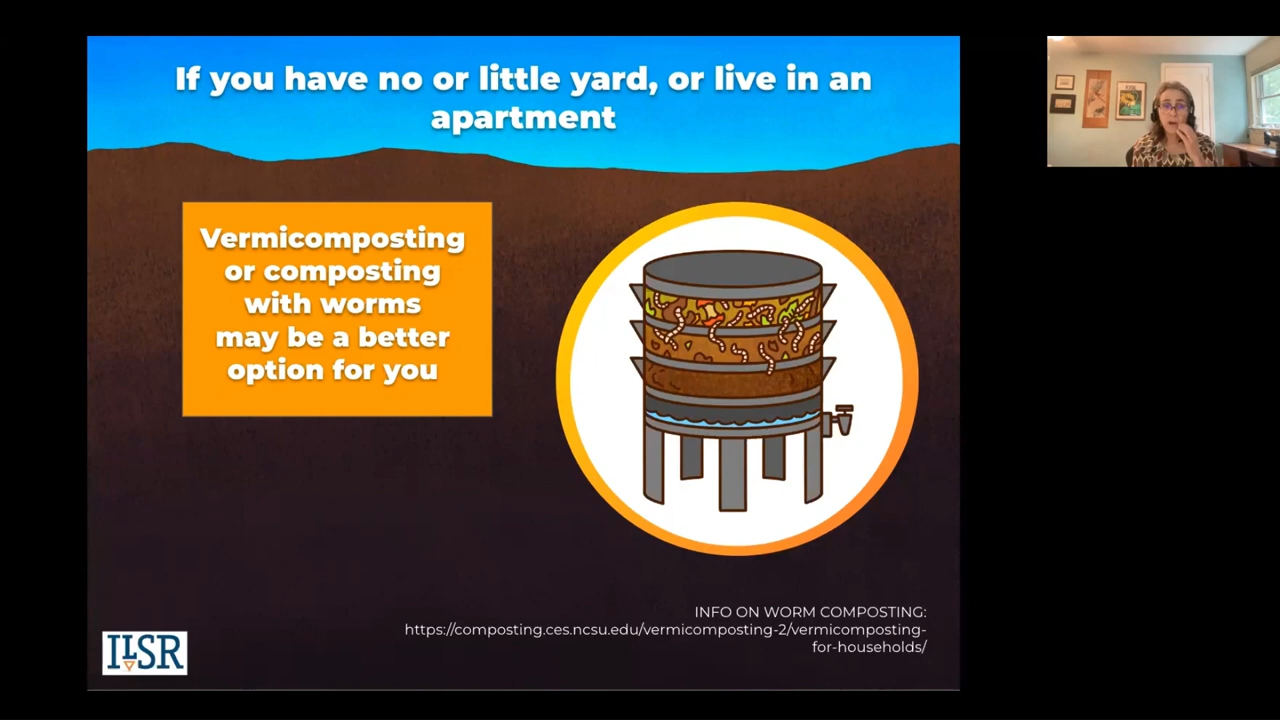 If you have no or little yard, or live in an
apartment
Vermicomposting
or composting
with worms
may be a better
option for you
INFO ON WORM COMPOSTING:
https://composting.ces.ncsu.edu/vermicomposting-2/vermicomposting-
for-households/
ILSR